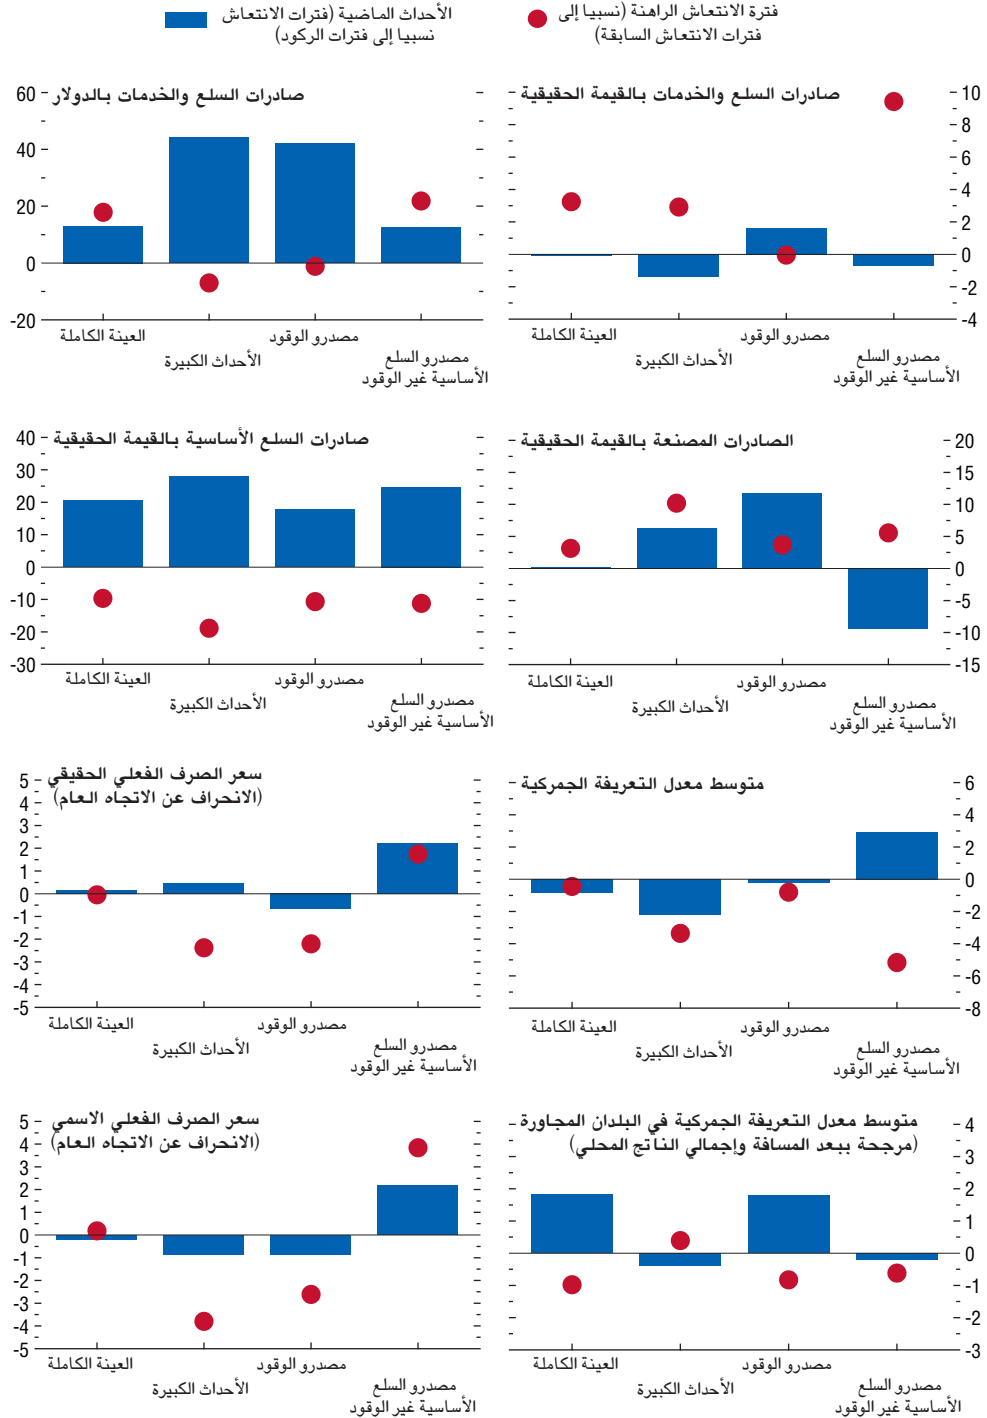 فترة الانتعاش الراهنة (نسبيا إلى
فترات الانتعاش السابقة)
الأحداث الماضية (فترات الانتعاش
نسبيا إلى فترات الركود)
صادرات السلع والخدمات بالقيمة الحقيقية
10
8
6
4
2
0
-2
-4
العينة الكاملة
الأحداث الكبيرة
مصدرو الوقود
مصدرو السلع
الأساسية غير الوقود
صادرات السلع والخدمات بالدولار
60
40
20
0
-20
العينة الكاملة
الأحداث الكبيرة
مصدرو الوقود
مصدرو السلع
الأساسية غير الوقود
الصادرات المصنعة بالقيمة الحقيقية
20
15
10
5
0
-5
-10
-15
العينة الكاملة
الأحداث الكبيرة
مصدرو الوقود
مصدرو السلع
الأساسية غير الوقود
صادرات السلع الأساسية بالقيمة الحقيقية
40
30
20
10
0
-10
-20
-30
العينة الكاملة
الأحداث الكبيرة
مصدرو الوقود
مصدرو السلع
الأساسية غير الوقود
متوسط معدل التعريفة الجمركية
6
4
2
0
-2
-4
-6
-8
العينة الكاملة
الأحداث الكبيرة
مصدرو الوقود
مصدرو السلع
الأساسية غير الوقود
سعر الصرف الفعلي الحقيقي
(الانحراف عن الاتجاه العام)
5
4
3
2
1
0
-1
-2
-3
-4
-5
العينة الكاملة
الأحداث الكبيرة
مصدرو الوقود
مصدرو السلع
الأساسية غير الوقود
متوسط معدل التعريفة الجمركية في البلدان المجاورة
(مرجحة ببعد المسافة وإجمالي الناتج المحلي)
4
3
2
1
0
-1
-2
-3
العينة الكاملة
الأحداث الكبيرة
مصدرو الوقود
مصدرو السلع
الأساسية غير الوقود
سعر الصرف الفعلي الاسمي
(الانحراف عن الاتجاه العام)
5
4
3
2
1
0
-1
-2
-3
-4
-5
العينة الكاملة
الأحداث الكبيرة
مصدرو الوقود
مصدرو السلع
الأساسية غير الوقود